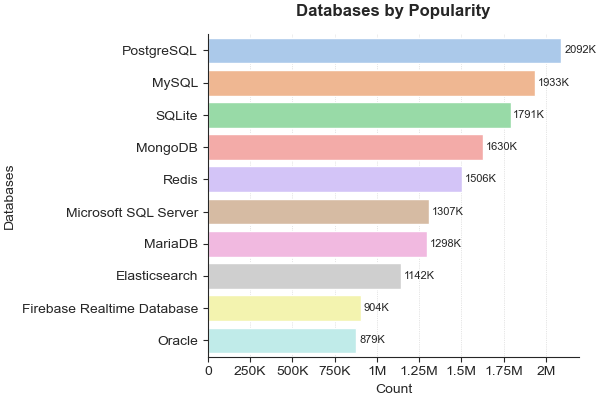 Databases by Popularity
Databases
PostgreSQL 2092K
MySQL 1933K
SQLite 1791K
MongoDB 1630K
Redis 1506K
Microsoft SQL Server 1307K
MariaDB 1298K
Elasticsearch 1142K
Firebase Realtime Database 904K
Oracle 879K
0 250K 500K 750K 1M 1.25M 1.5M 1.75M 2M
Count